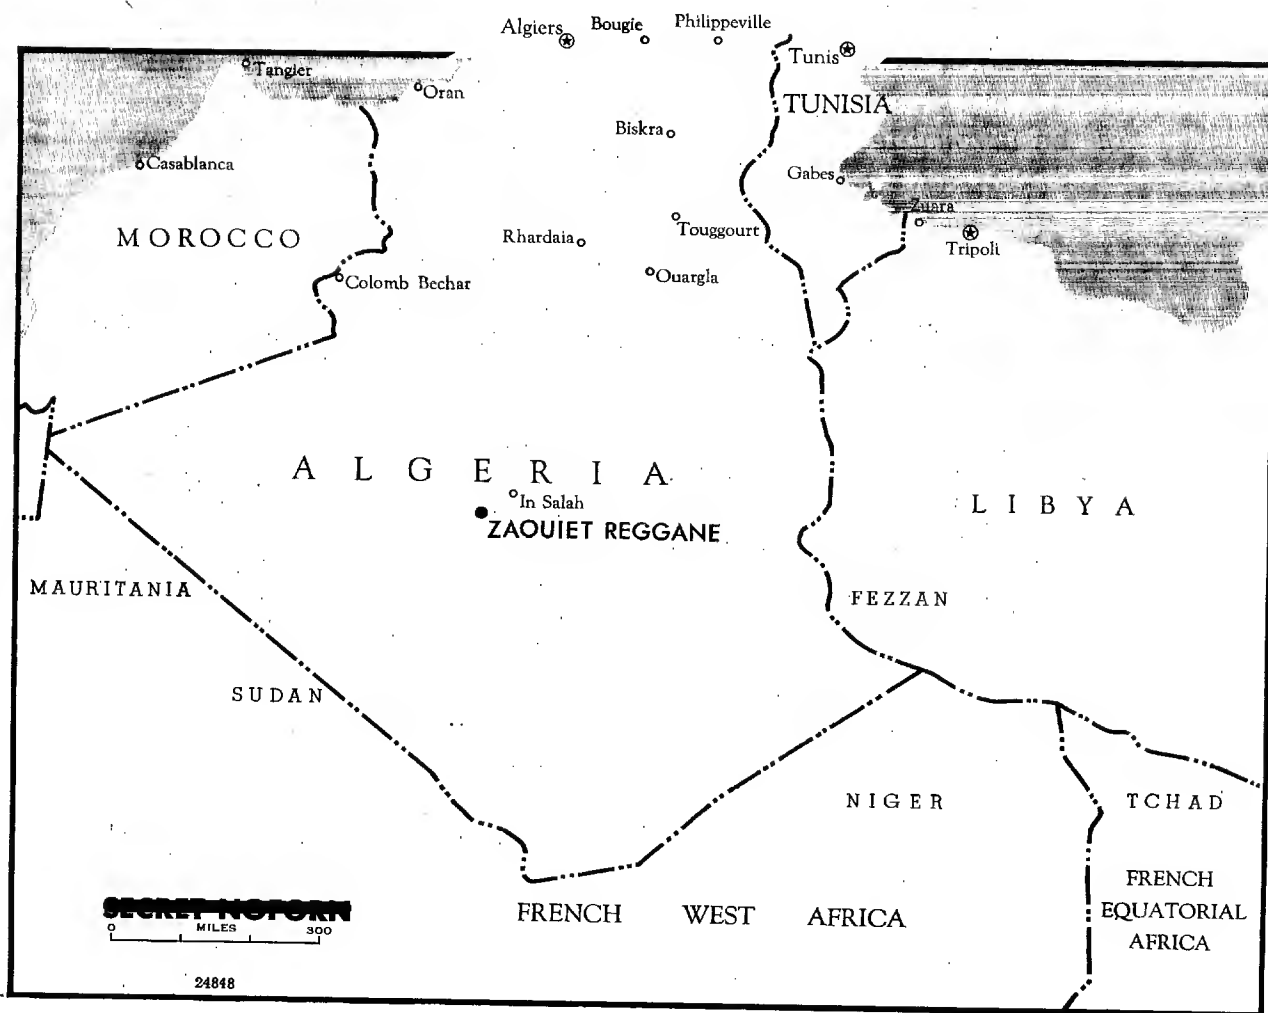 Algiers
Bougie
Philippeville
Tunis
Tangier
Oran
TUNISIA
Biskra
Casablanca
Gabes
Zuara
Touggourt
MOROCCO
Rhardaia
Tripoli
Ouargla
Colomb Bechar
ALGERIA
In Salah
LIBYA
ZAOUIET REGGANE
MAURITANIA
FEZZAN
SUDAN
NIGER
TCHAD
FRENCH
EQUATORIAL
AFRICA
SECRET NOFORN
FRENCH WEST AFRICA
0 MILES 300
24848